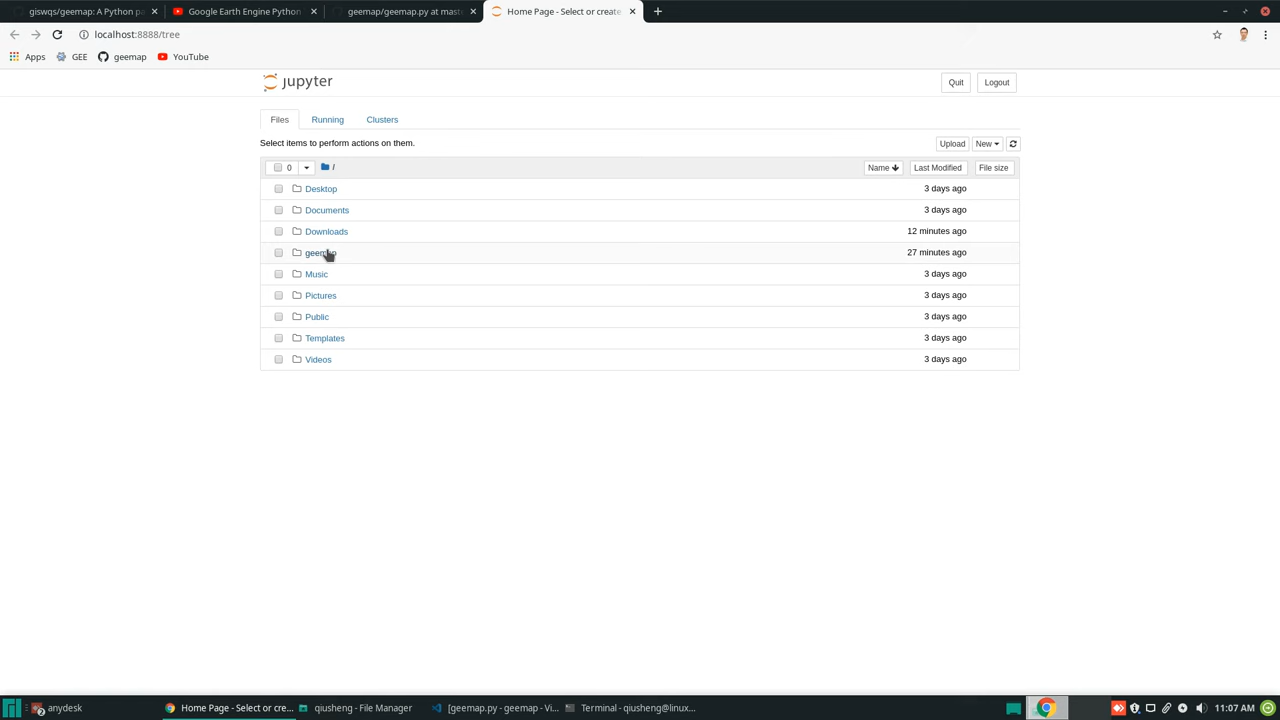 giswqs/geemap: A Python pa
Google Earth Engine Python
geemap/geemap.py at mast
Home Page - Select or create
localhost:8888/tree
Apps
GEE
geemap
YouTube
jupyter
Quit
Logout
Files
Running
Clusters
Select items to perform actions on them.
Upload
New
0
/
Name
Last Modified
File size
Desktop
3 days ago
Documents
3 days ago
Downloads
12 minutes ago
geemap
27 minutes ago
Music
3 days ago
Pictures
3 days ago
Public
3 days ago
Templates
3 days ago
Videos
3 days ago
anydesk
Home Page - Select or cre...
qiusheng - File Manager
[geemap.py - geemap - Vi...
Terminal - qiusheng@linux...
11:07 AM